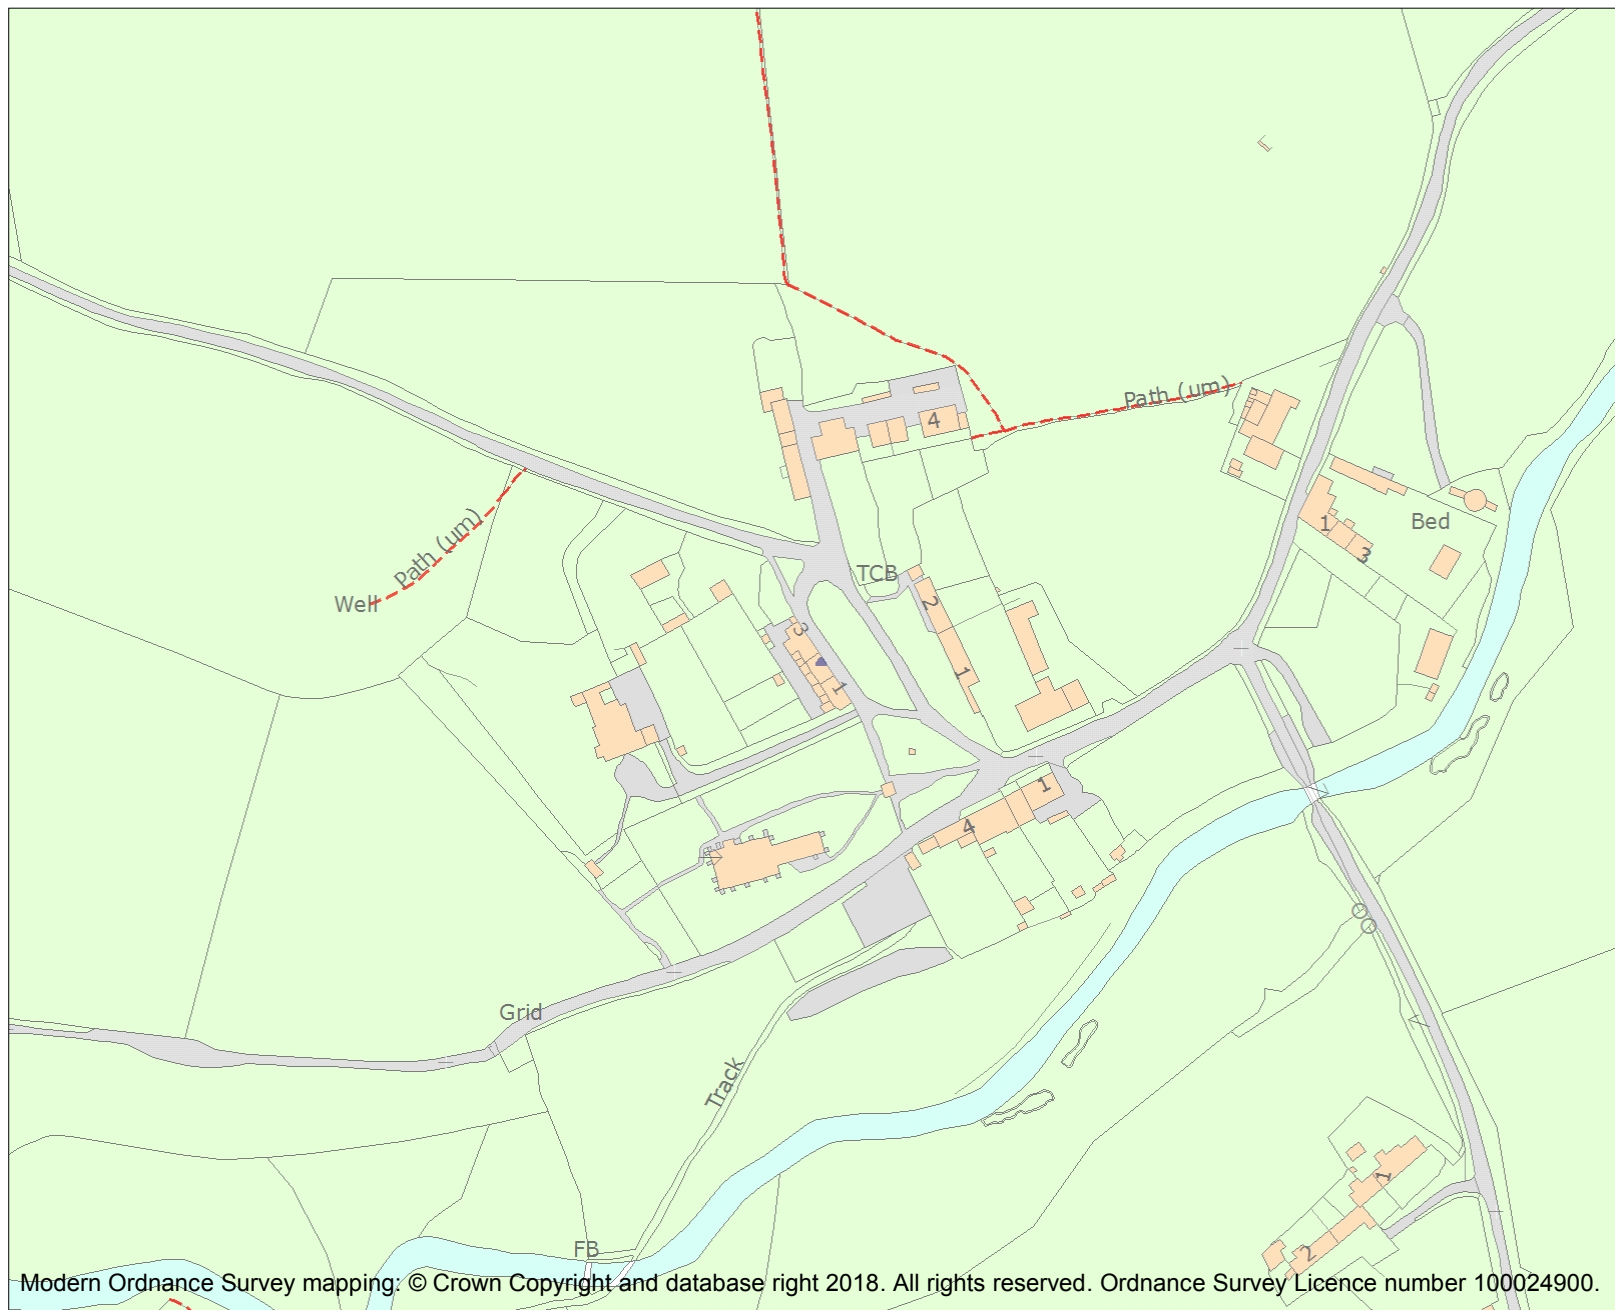 Path (um)
4
Path (um)
Well
TCB
1
3
Bed
2
1
3
1
1
4
Grid
Track
1
2
FB
Modern Ordnance Survey mapping: © Crown Copyright and database right 2018. All rights reserved. Ordnance Survey Licence number 100024900.